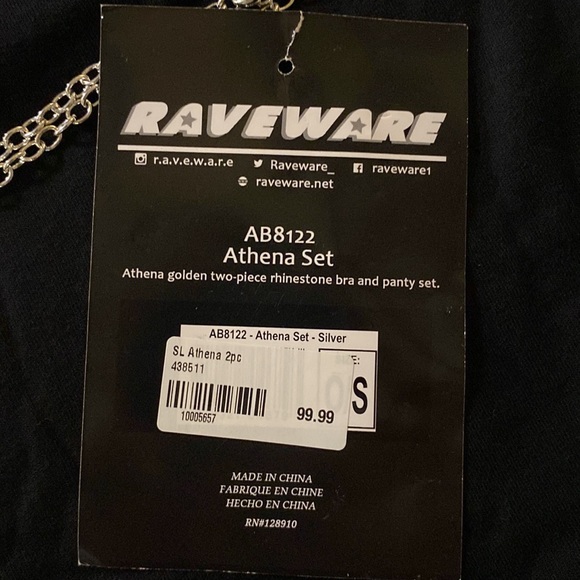 RAVEWARE
r.a.v.e.w.a.r.e Raveware_ raveware1
raveware.net
AB8122
Athena Set
Athena golden two-piece rhinestone bra and panty set.
AB8122 - Athena Set - Silver
SL Athena 2pc
438511
10005657
99.99
S
MADE IN CHINA
FABRIQUE EN CHINE
HECHO EN CHINA
RN#128910